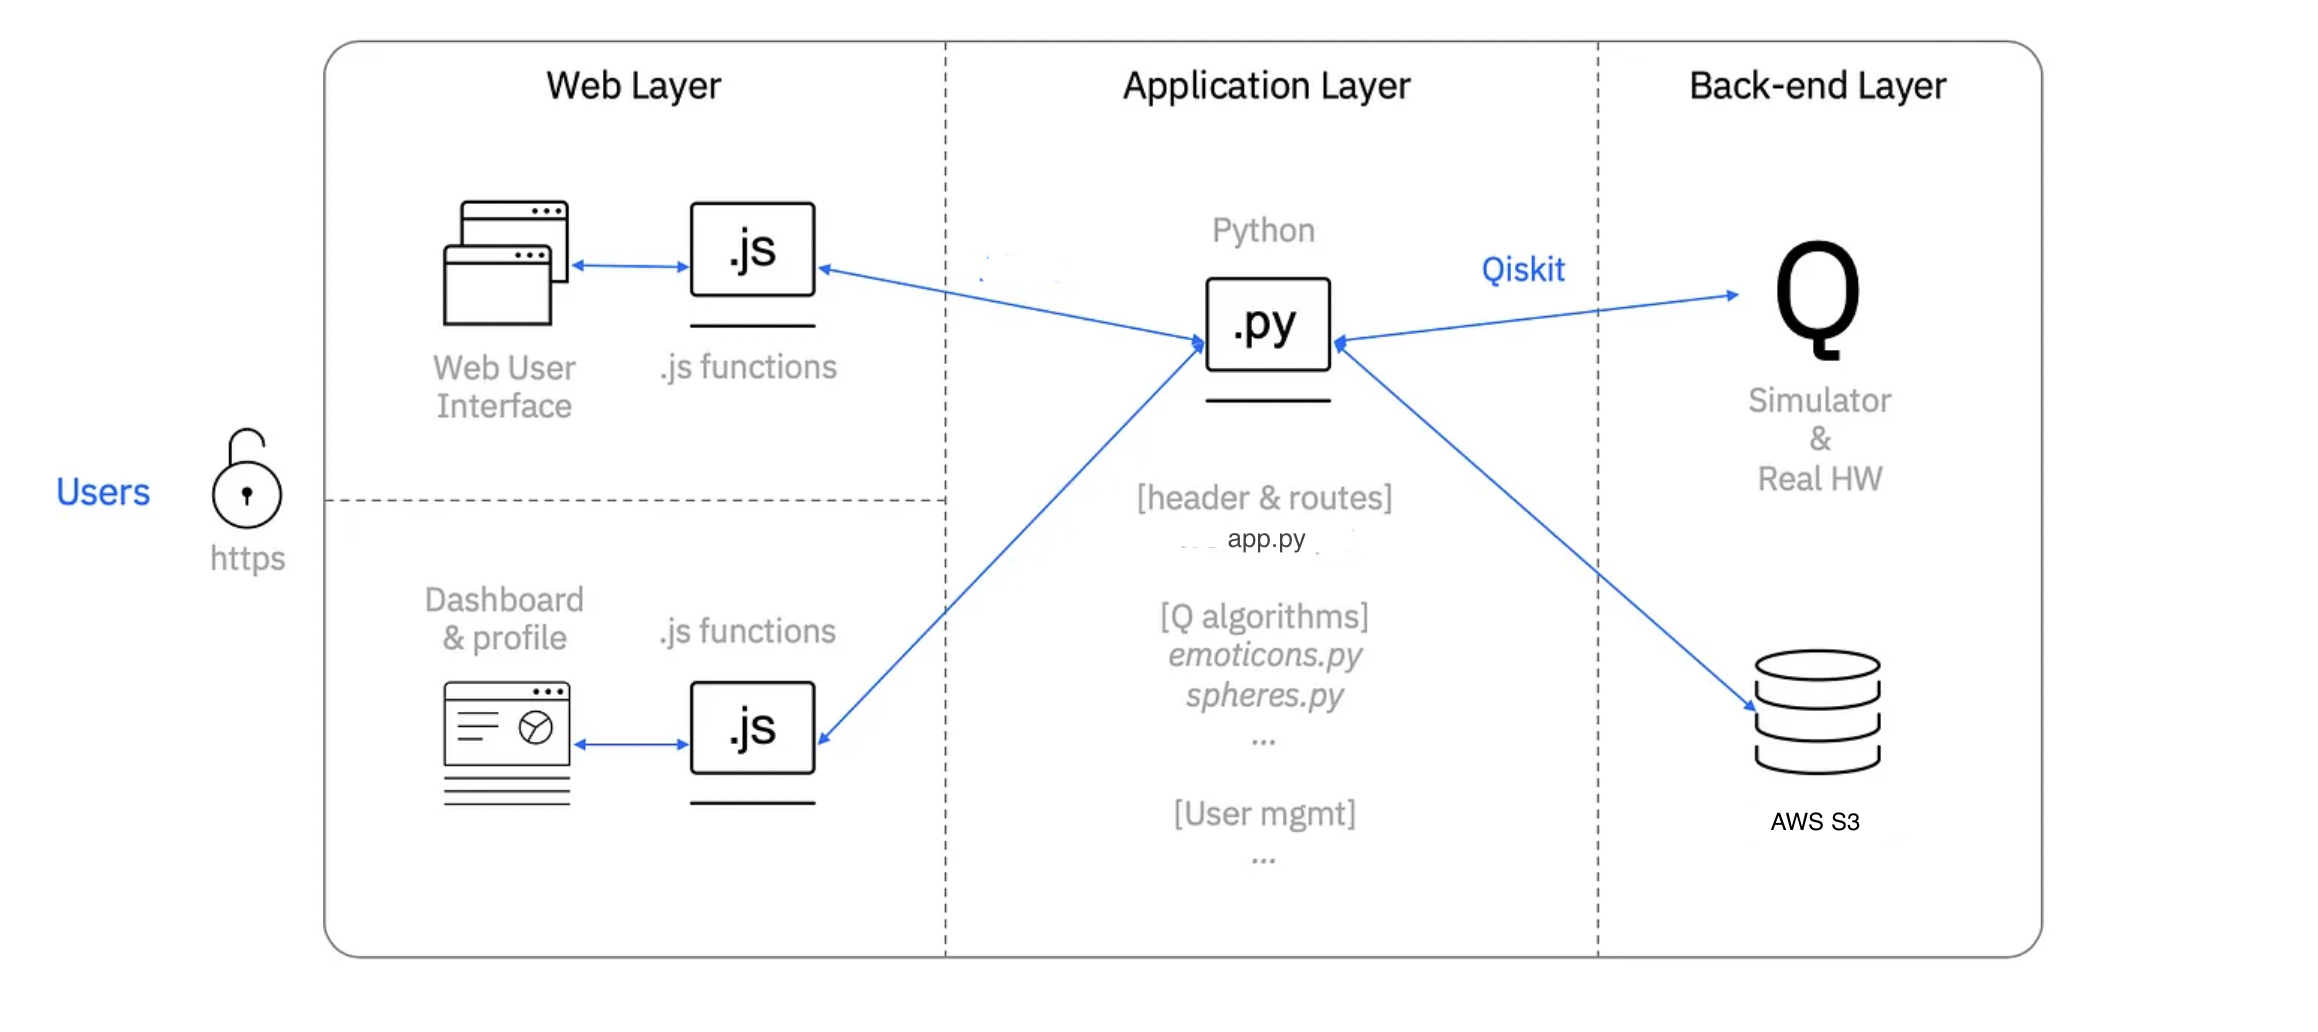 Web Layer
Application Layer
Back-end Layer
.js
Web User
Interface
.js functions
Python
.py
Qiskit
Q
Simulator
&
Real HW
Users
https
[header & routes]
app.py
[Q algorithms]
emoticons.py
spheres.py
...
[User mgmt]
...
Dashboard
& profile
.js functions
.js
AWS S3